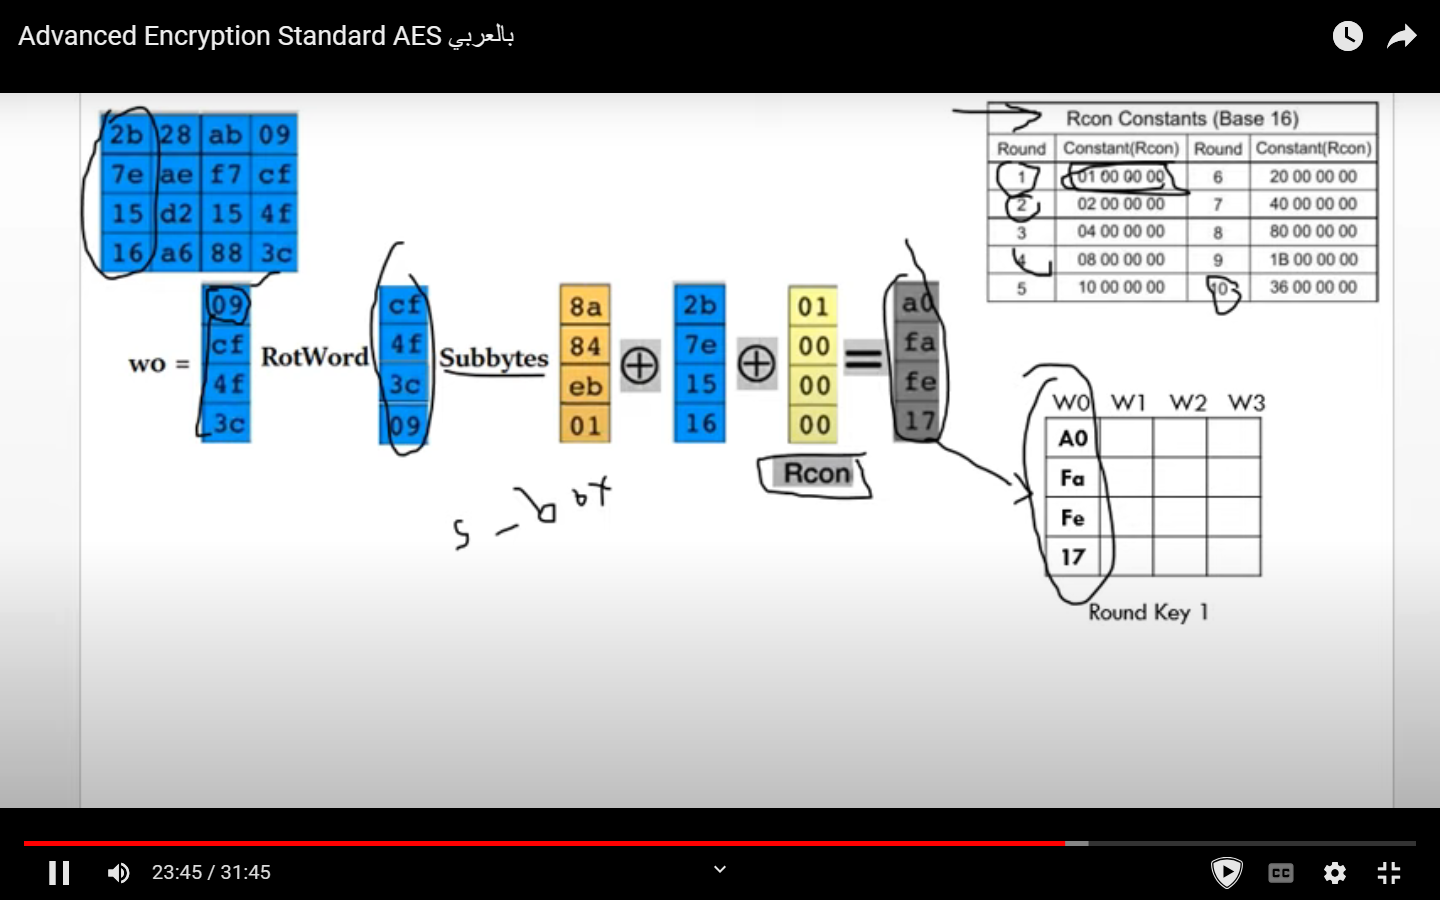 Advanced Encryption Standard AES بالعربي
2b 28 ab 09
7e ae f7 cf
15 d2 15 4f
16 a6 88 3c
Rcon Constants (Base 16)
Round Constant(Rcon) Round Constant(Rcon)
1 01 00 00 00 6 20 00 00 00
2 02 00 00 00 7 40 00 00 00
3 04 00 00 00 8 80 00 00 00
4 08 00 00 00 9 1B 00 00 00
5 10 00 00 00 10 36 00 00 00
09 cf 8a 2b 01 a0
cf 4f 84 7e 00 fa
wo = RotWord Subbytes ⊕ ⊕ =
4f 3c eb 15 00 fe
3c 09 01 16 00 17
Rcon
s - box
W0 W1 W2 W3
A0
Fa
Fe
17
Round Key 1
23:45 / 31:45
CC